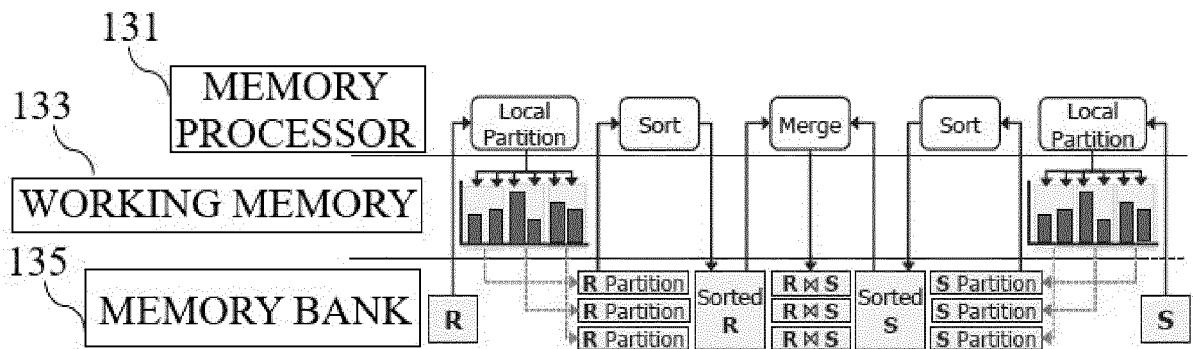 131
MEMORY
PROCESSOR
Local
Partition
Sort
Merge
Sort
Local
Partition
133
WORKING MEMORY
135
MEMORY BANK
R
R Partition
R Partition
R Partition
Sorted
R
R ⋈ S
R ⋈ S
R ⋈ S
Sorted
S
S Partition
S Partition
S Partition
S